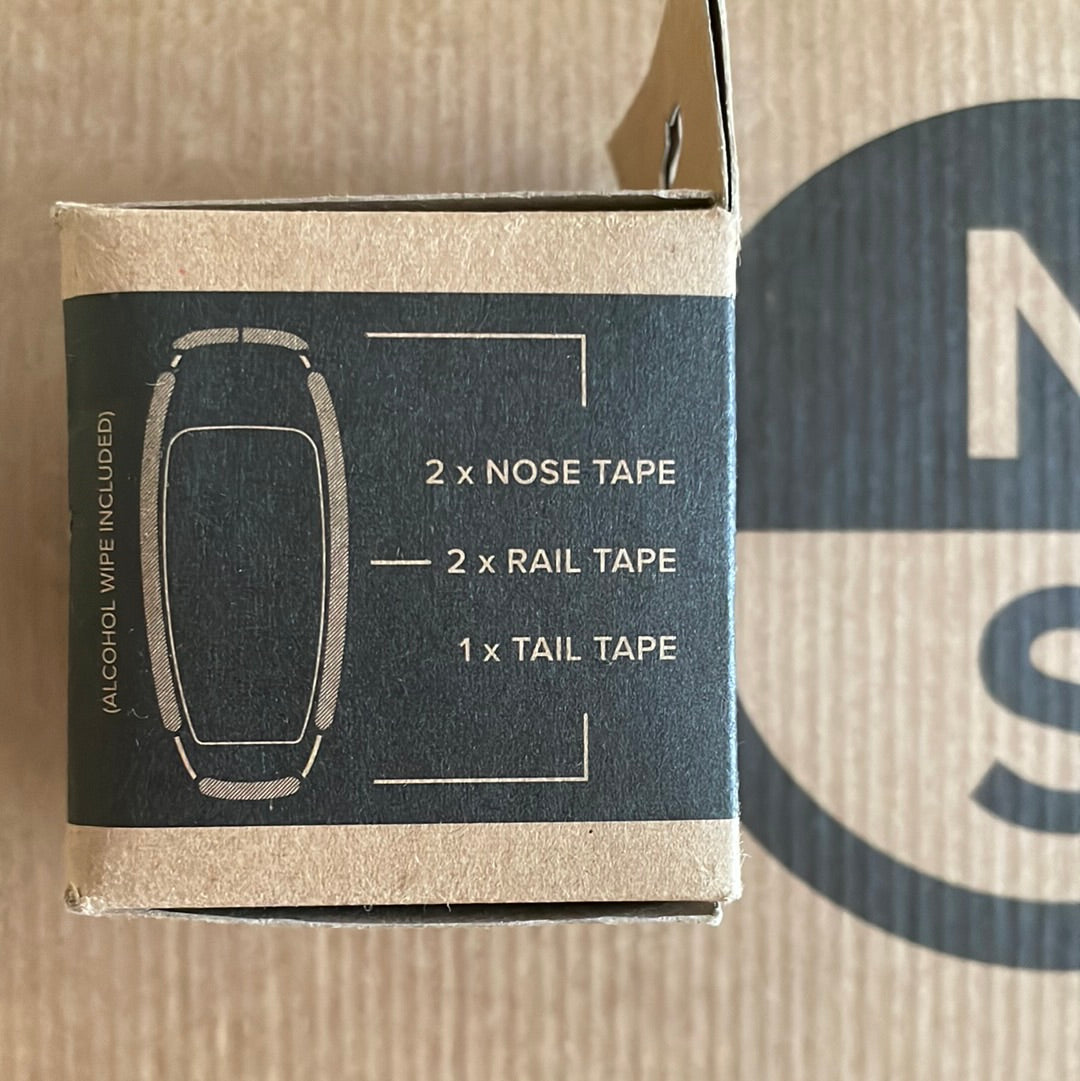 2 x NOSE TAPE
2 x RAIL TAPE
1 x TAIL TAPE
(ALCOHOL WIPE INCLUDED)
N
S